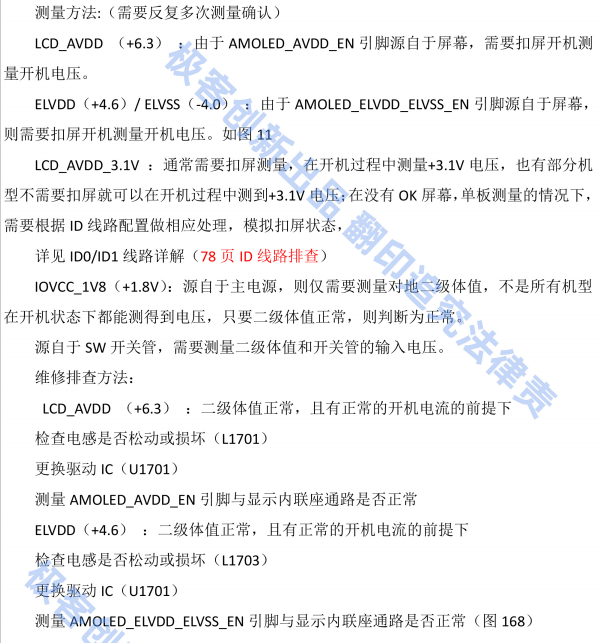 测量方法:（需要反复多次测量确认）
LCD_AVDD （+6.3） ：由于 AMOLED_AVDD_EN 引脚源自于屏幕，需要扣屏开机测
量开机电压。
ELVDD（+4.6）/ ELVSS（-4.0） ：由于 AMOLED_ELVDD_ELVSS_EN 引脚源自于屏幕，
则需要扣屏开机测量开机电压。如图 11
LCD_AVDD_3.1V ：通常需要扣屏测量，在开机过程中测量+3.1V 电压，也有部分机
型不需要扣屏就可以在开机过程中测到+3.1V 电压；在没有 OK 屏幕，单板测量的情况下，
需要根据 ID 线路配置做相应处理，模拟扣屏状态，
详见 ID0/ID1 线路详解（78 页 ID 线路排查）
IOVCC_1V8（+1.8V）：源自于主电源，则仅需要测量对地二级体值，不是所有机型
在开机状态下都能测得到电压，只要二级体值正常，则判断为正常。
源自于 SW 开关管，需要测量二级体值和开关管的输入电压。
维修排查方法：
LCD_AVDD （+6.3） ：二级体值正常，且有正常的开机电流的前提下
检查电感是否松动或损坏（L1701）
更换驱动 IC（U1701）
测量 AMOLED_AVDD_EN 引脚与显示内联座通路是否正常
ELVDD（+4.6） ：二级体值正常，且有正常的开机电流的前提下
检查电感是否松动或损坏（L1703）
更换驱动 IC（U1701）
测量 AMOLED_ELVDD_ELVSS_EN 引脚与显示内联座通路是否正常（图 168）
极客创新出品 翻印追究法律责
极客创